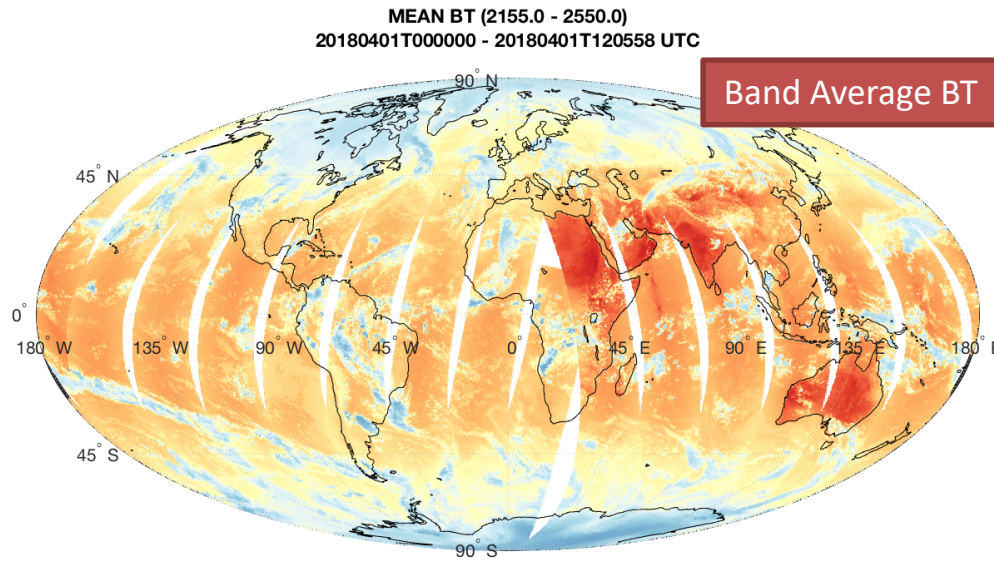 MEAN BT (2155.0 - 2550.0)
20180401T000000 - 20180401T120558 UTC
Band Average BT
90° N
45° N
0°
180° W 135° W 90° W 45° W 0° 45° E 90° E 135° E 180° E
45° S
90° S